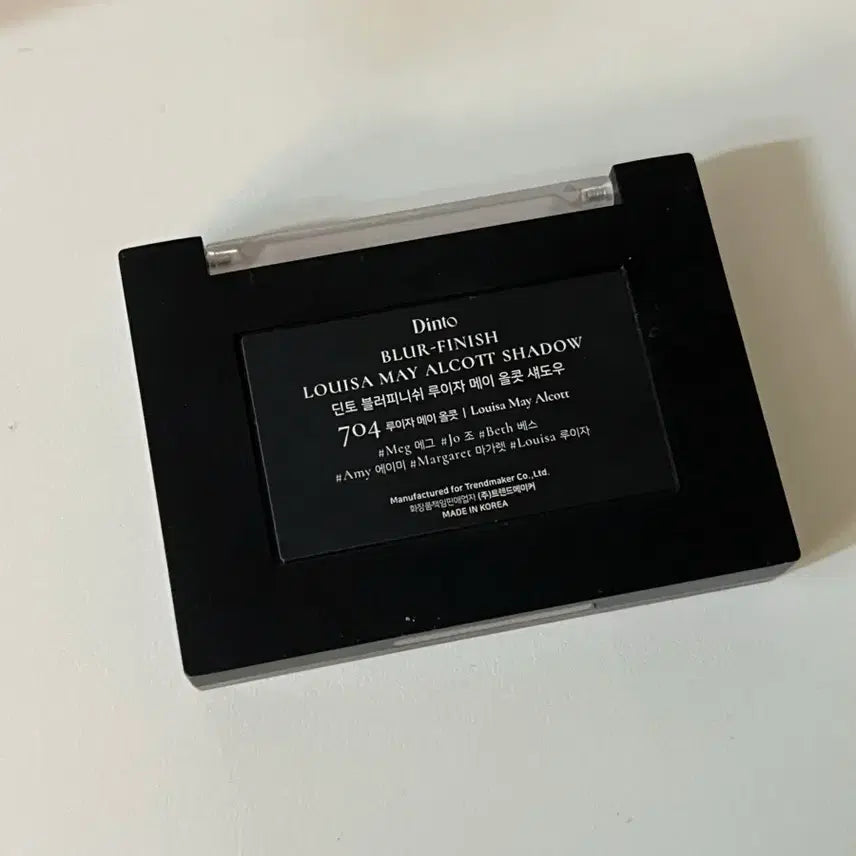 Dinto
BLUR-FINISH
LOUISA MAY ALCOTT SHADOW
딘토 블러피니쉬 루이자 메이 올콧 섀도우
704 루이자 메이 올콧 | Louisa May Alcott
#Meg 메그 #Jo 조 #Beth 베스
#Amy 에이미 #Margaret 마가렛 #Louisa 루이자
Manufactured for Trendmaker Co., Ltd.
화장품책임판매업자 (주)트렌드메이커
MADE IN KOREA